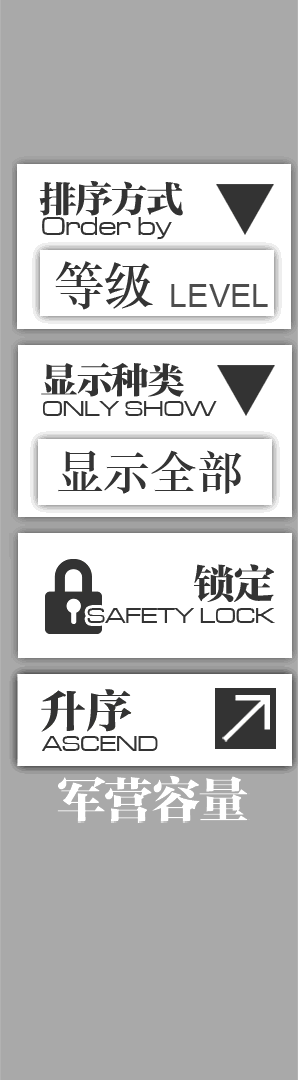 排序方式
Order by
等级 LEVEL
显示种类
ONLY SHOW
显示全部
锁定
SAFETY LOCK
升序
ASCEND
军营容量